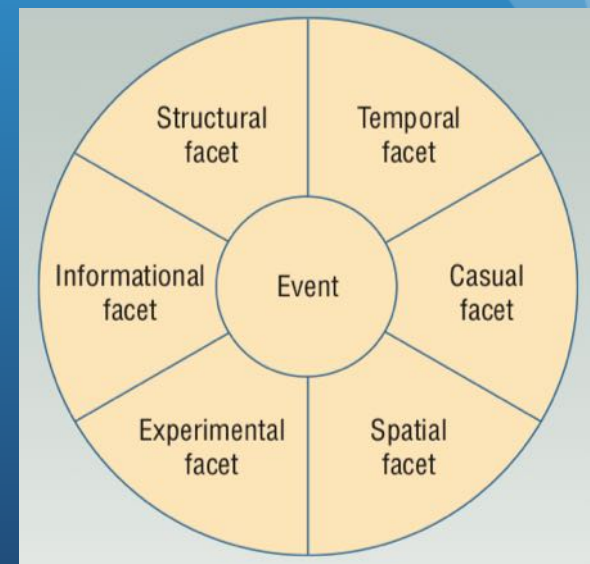 Structural
facet
Temporal
facet
Informational
facet
Event
Casual
facet
Experimental
facet
Spatial
facet